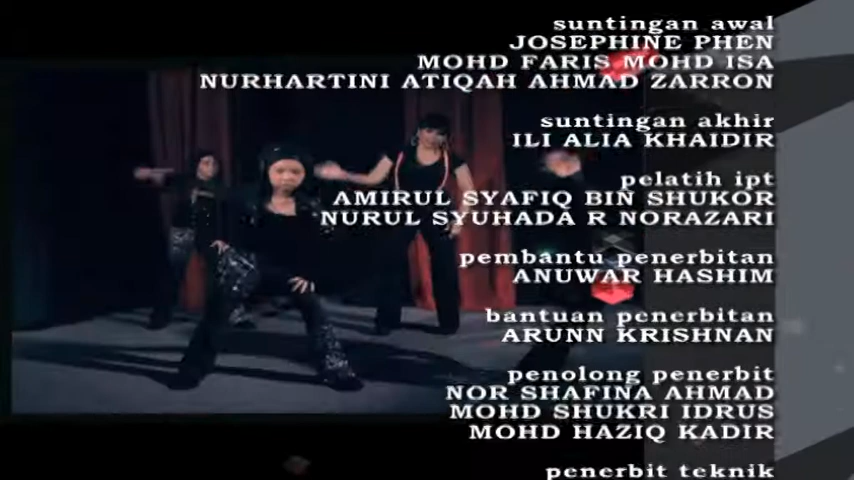 suntingan awal
JOSEPHINE PHEN
MOHD FARIS MOHD ISA
NURHARTINI ATIQAH AHMAD ZARRON
suntingan akhir
ILI ALIA KHAIDIR
pelatih ipt
AMIRUL SYAFIQ BIN SHUKOR
NURUL SYUHADA R NORAZARI
pembantu penerbitan
ANUWAR HASHIM
bantuan penerbitan
ARUNN KRISHNAN
penolong penerbit
NOR SHAFINA AHMAD
MOHD SHUKRI IDRUS
MOHD HAZIQ KADIR
penerbit teknik